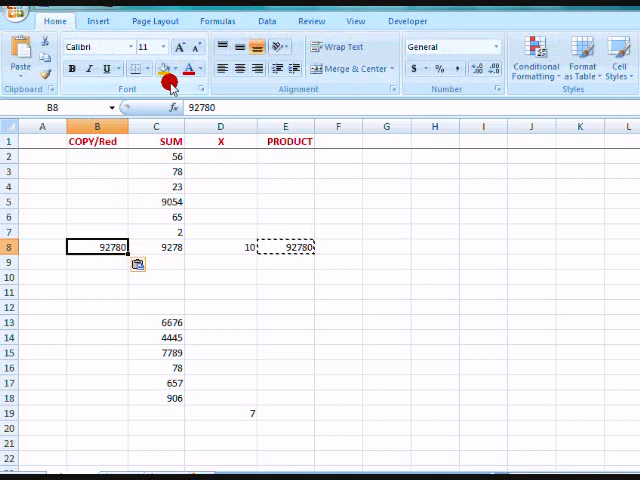 Home Insert Page Layout Formulas Data Review View Developer
Calibri 11 A A Wrap Text General
Paste B I U A Merge & Center $ % , .0 .00 Conditional Formatting Format as Table Cell Styles
Clipboard Font Alignment Number Styles
B8 fx 92780
A B C D E F G H I J K L
1 COPY/Red SUM X PRODUCT
2 56
3 78
4 23
5 9054
6 65
7 2
8 92780 9278 10 92780
9
10
11
12
13 6676
14 4445
15 7789
16 78
17 657
18 906
19 7
20
21
22